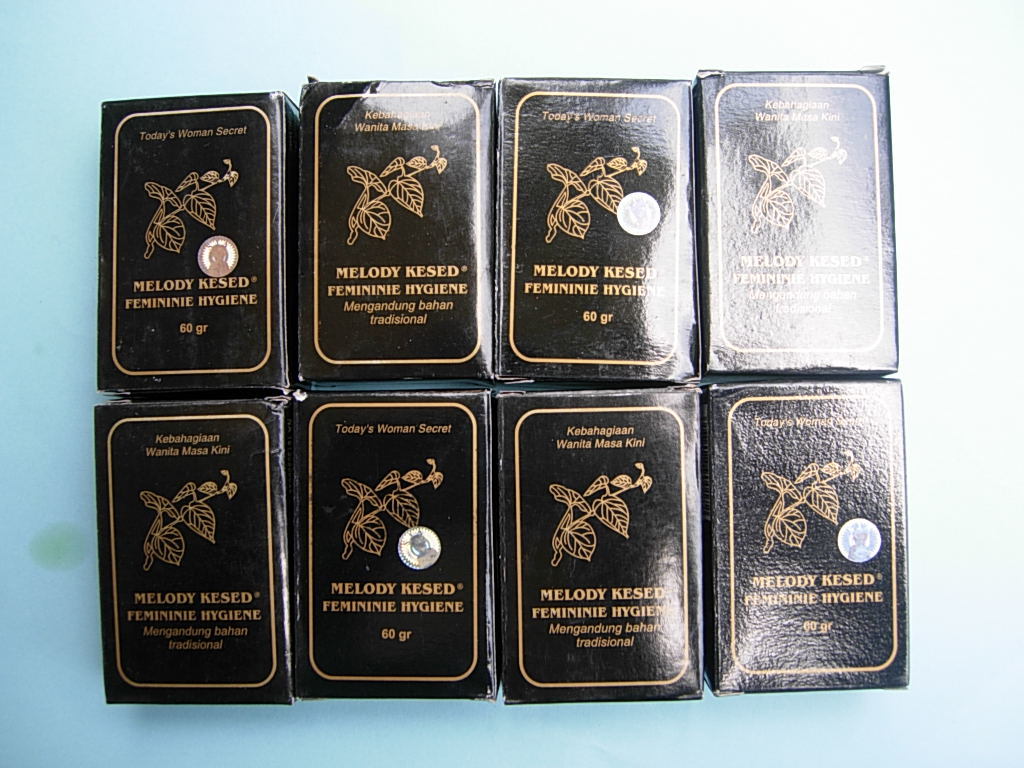 Today's Woman Secret
MELODY KESED®
FEMININIE HYGIENE
60 gr
Kebahagiaan
Wanita Masa Kini
MELODY KESED®
FEMININIE HYGIENE
Mengandung bahan
tradisional
Today's Woman Secret
MELODY KESED
FEMININIE HYGIENE
60 gr
Kebahagiaan
Wanita Masa Kini
MELODY KESED®
FEMININIE HYGIENE
Mengandung bahan
tradisional
Kebahagiaan
Wanita Masa Kini
MELODY KESED®
FEMININIE HYGIENE
Mengandung bahan
tradisional
Today's Woman Secret
MELODY KESED®
FEMININIE HYGIENE
60 gr
Kebahagiaan
Wanita Masa Kini
MELODY KESED
FEMININIE HYGIENE
Mengandung bahan
tradisional
Today's Woman
MELODY KESED®
FEMININIE HYGIENE
60 gr